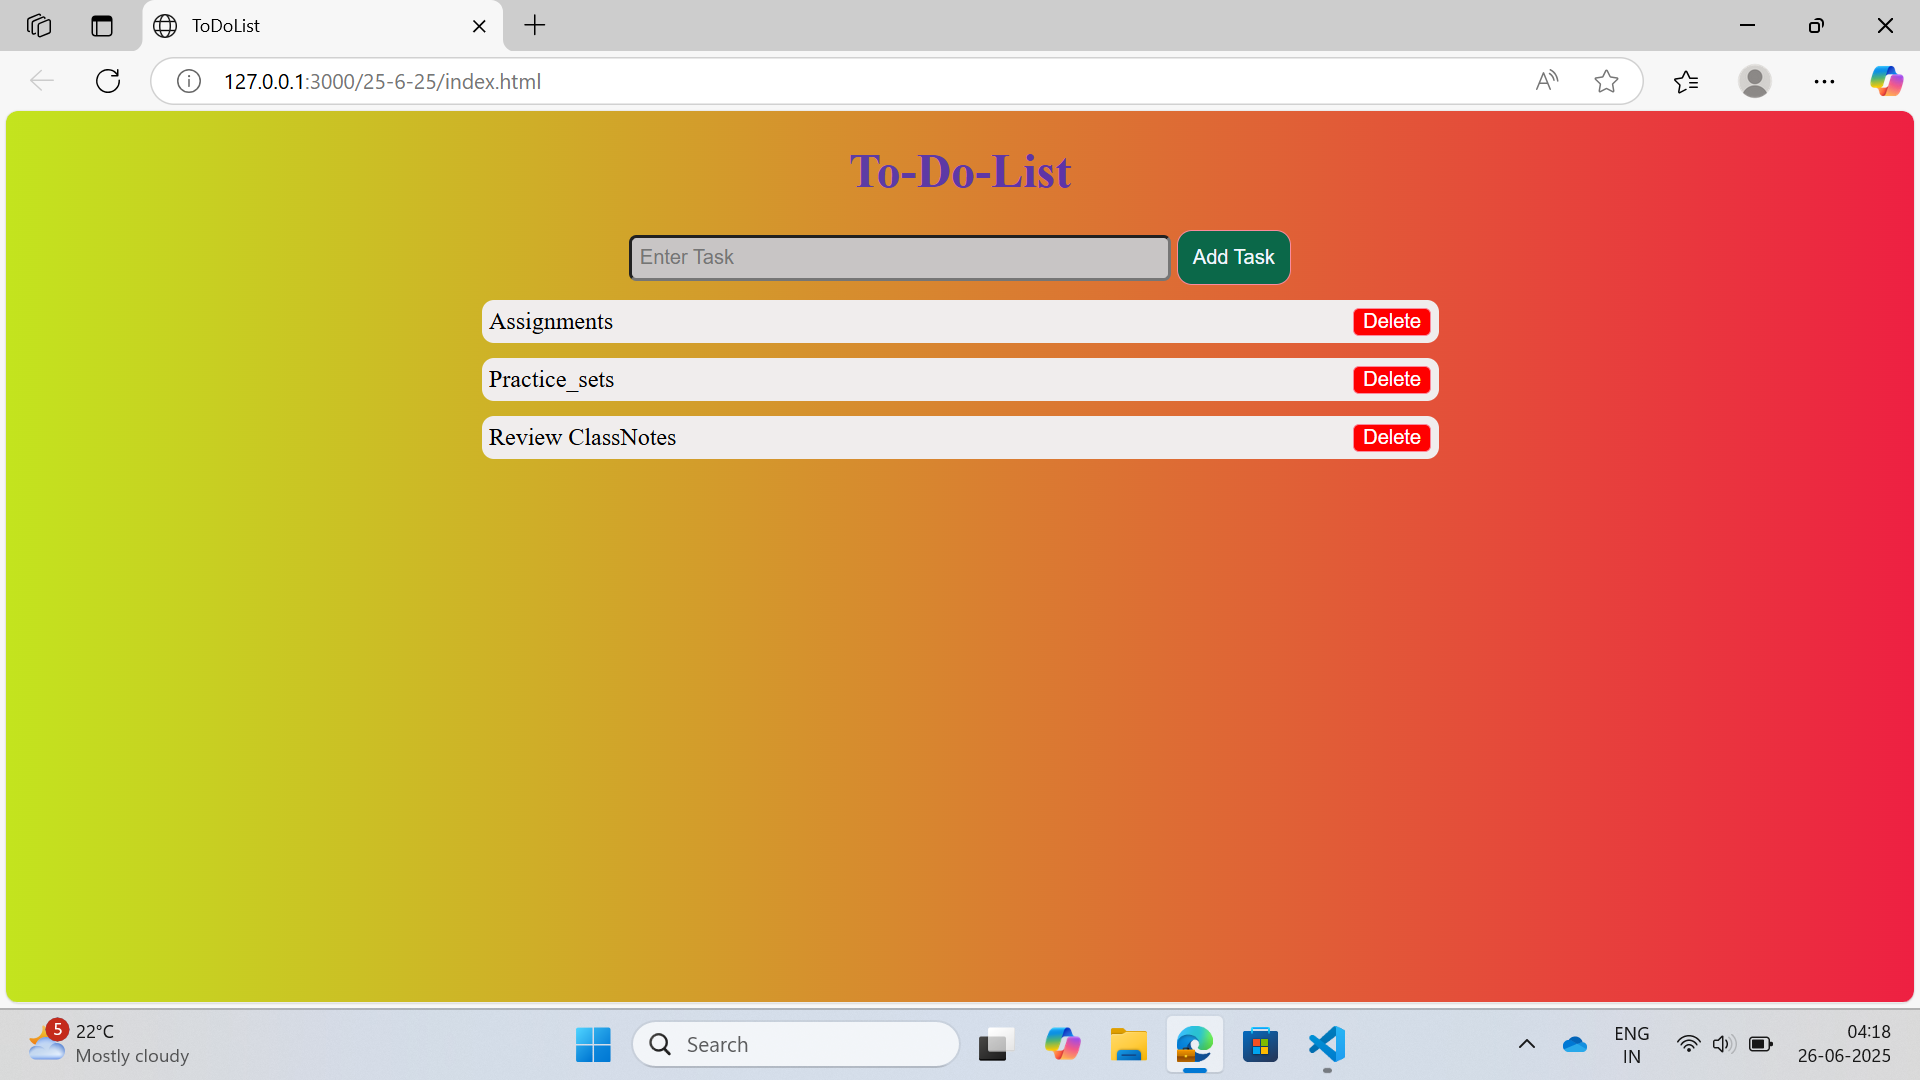 ToDoList
127.0.0.1:3000/25-6-25/index.html
To-Do-List
Enter Task
Add Task
Assignments
Delete
Practice_sets
Delete
Review ClassNotes
Delete
5
22°C
Mostly cloudy
Search
ENG
IN
04:18
26-06-2025